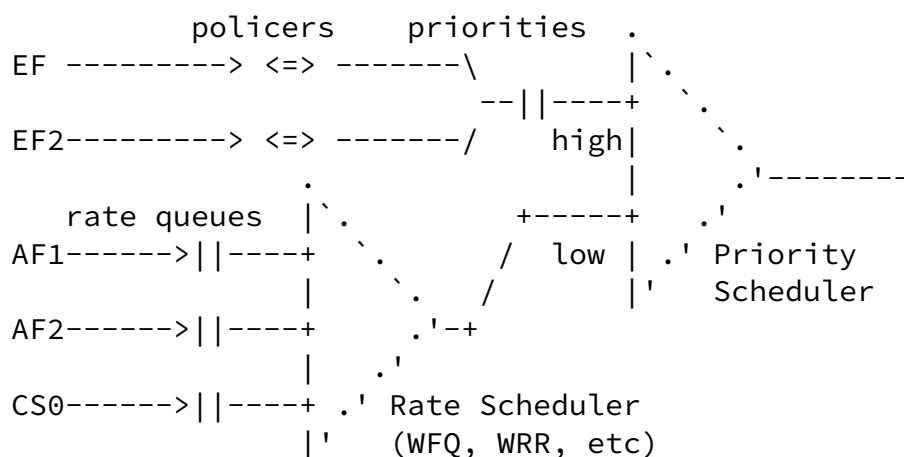 policers    priorities  .
EF ---------> <=> -------\         |`.
                          --||----+   `.
EF2---------> <=> -------/    high|     `.
               .                  |     .'-------
   rate queues |`.         +-----+   .'
AF1------>||----+  `.     /  low | .' Priority
               |    `.   /        |'   Scheduler
AF2------>||----+    .'-+
               |   .'
CS0------>||----+ .' Rate Scheduler
               |'   (WFQ, WRR, etc)